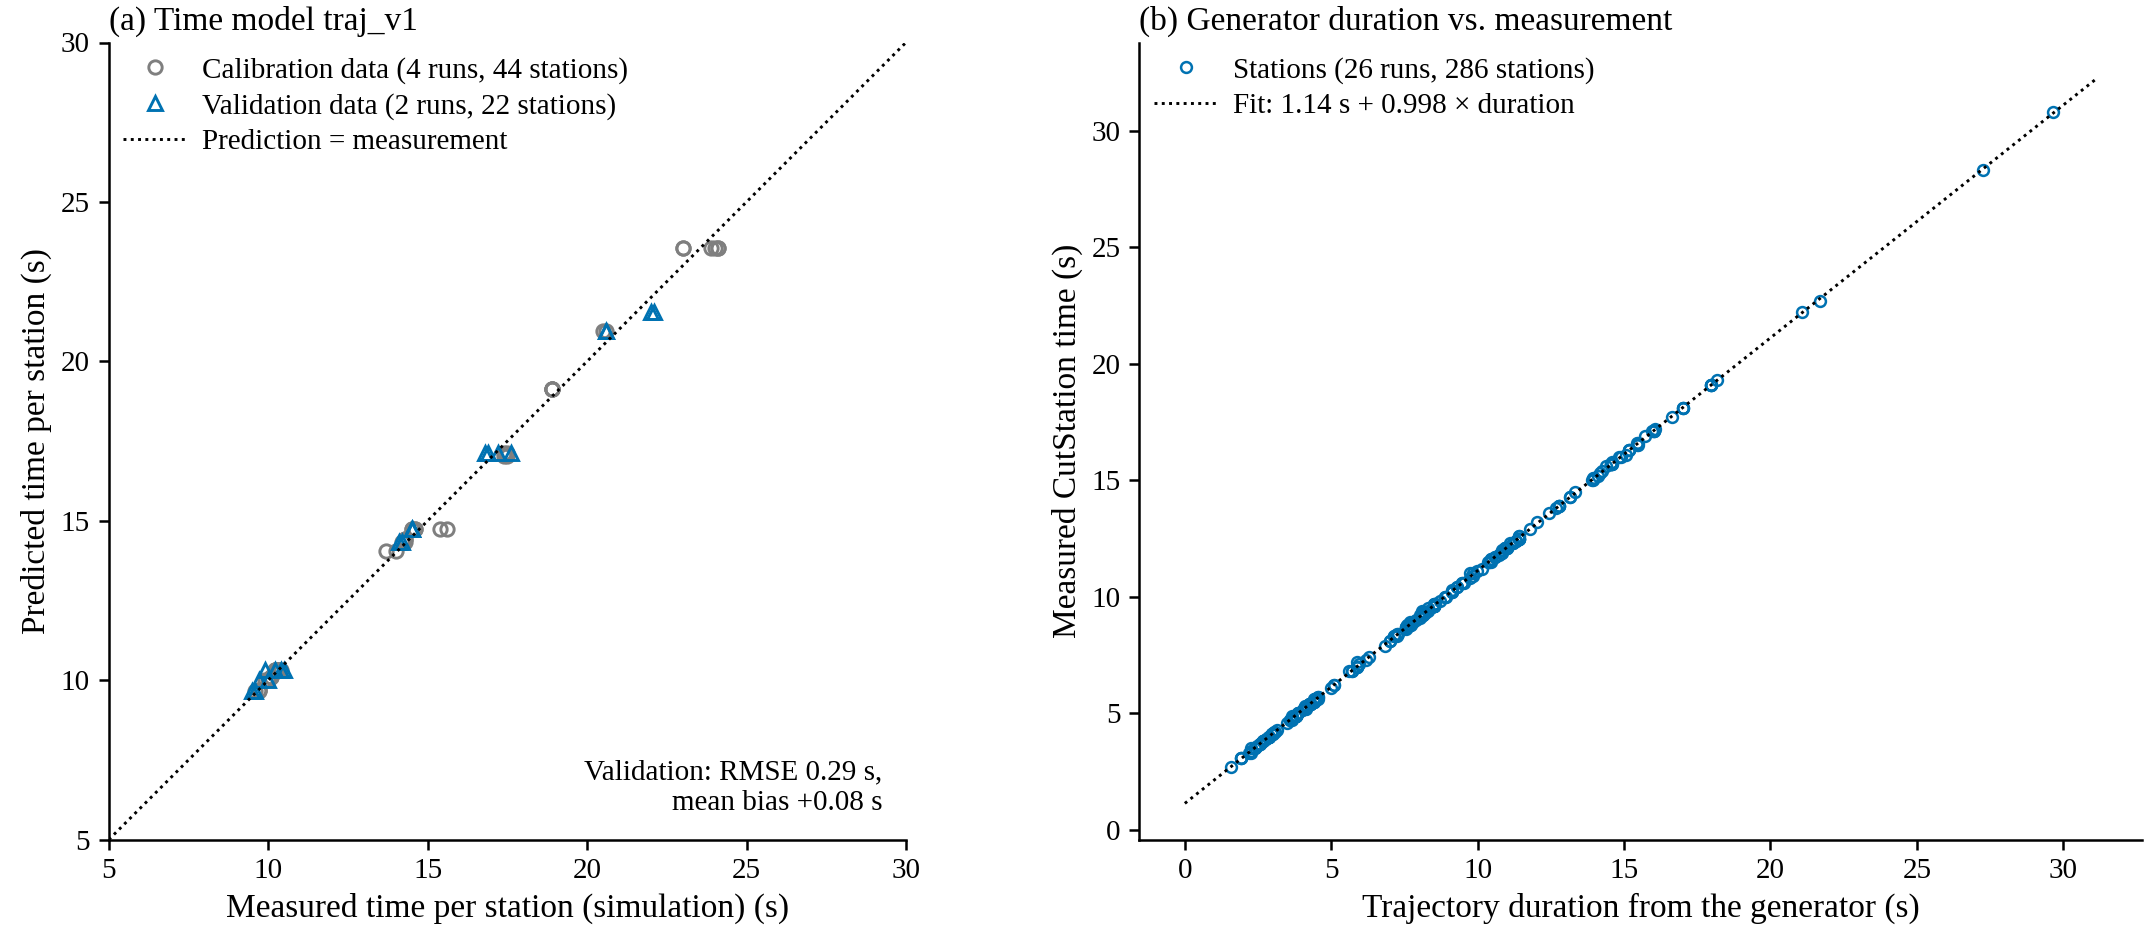 (a) Time model traj_v1
Calibration data (4 runs, 44 stations)
Validation data (2 runs, 22 stations)
Prediction = measurement
30
25
20
15
10
5
Predicted time per station (s)
Validation: RMSE 0.29 s,
mean bias +0.08 s
5 10 15 20 25 30
Measured time per station (simulation) (s)
(b) Generator duration vs. measurement
Stations (26 runs, 286 stations)
Fit: 1.14 s + 0.998 × duration
30
25
20
15
10
5
0
Measured CutStation time (s)
0 5 10 15 20 25 30
Trajectory duration from the generator (s)